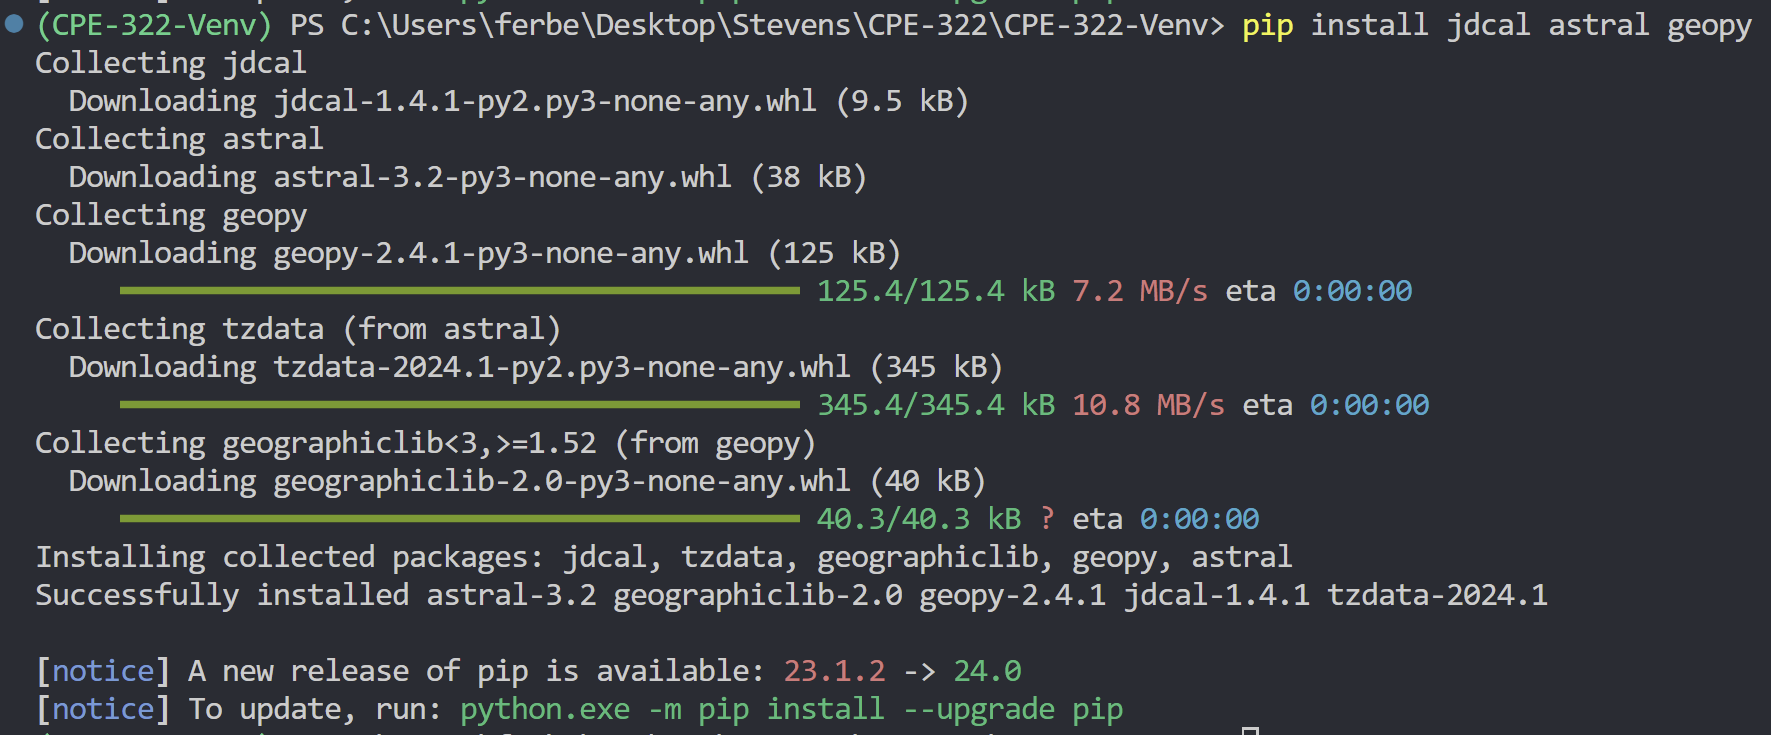 (CPE-322-Venv) PS C:\Users\ferbe\Desktop\Stevens\CPE-322\CPE-322-Venv> pip install jdcal astral geopy
Collecting jdcal
  Downloading jdcal-1.4.1-py2.py3-none-any.whl (9.5 kB)
Collecting astral
  Downloading astral-3.2-py3-none-any.whl (38 kB)
Collecting geopy
  Downloading geopy-2.4.1-py3-none-any.whl (125 kB)
125.4/125.4 kB 7.2 MB/s eta 0:00:00
Collecting tzdata (from astral)
  Downloading tzdata-2024.1-py2.py3-none-any.whl (345 kB)
345.4/345.4 kB 10.8 MB/s eta 0:00:00
Collecting geographiclib<3,>=1.52 (from geopy)
  Downloading geographiclib-2.0-py3-none-any.whl (40 kB)
40.3/40.3 kB ? eta 0:00:00
Installing collected packages: jdcal, tzdata, geographiclib, geopy, astral
Successfully installed astral-3.2 geographiclib-2.0 geopy-2.4.1 jdcal-1.4.1 tzdata-2024.1
[notice] A new release of pip is available: 23.1.2 -> 24.0
[notice] To update, run: python.exe -m pip install --upgrade pip